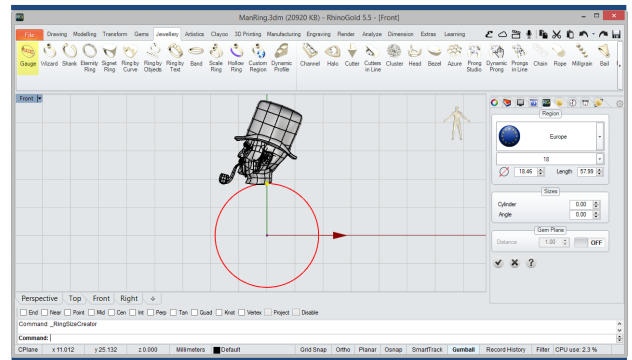 ManRing.3dm (20920 KB) - RhinoGold 5.5 - [Front]
File Drawing Modelling Transform Gems Jewellery Artistics Clayoo 3D Printing Manufacturing Engraving Render Analyze Dimension Extras Learning
Gauge Wizard Shank Eternity Ring Signet Ring Ring by Curve Ring by Objects Ring by Text Band Scale Ring Hollow Ring Custom Region Dynamic Profile Channel Halo Cutter Cutters in Line Cluster Head Bezel Azure Prong Studio Dynamic Prong Prongs in Line Chain Rope Millgrain Bail
Front
Region
Europe
18
18.46 Length 57.99
Sizes
Cylinder 0.00
Angle 0.00
Gem Plane
Distance 1.00 OFF
Perspective Top Front Right
End Near Point Mid Cen Int Perp Tan Quad Knot Vertex Project Disable
Command: _RingSizeCreator
Command:
CPlane x 11.012 y 25.132 z 0.000 Millimeters Default Grid Snap Ortho Planar Osnap SmartTrack Gumball Record History Filter CPU use: 2.3 %